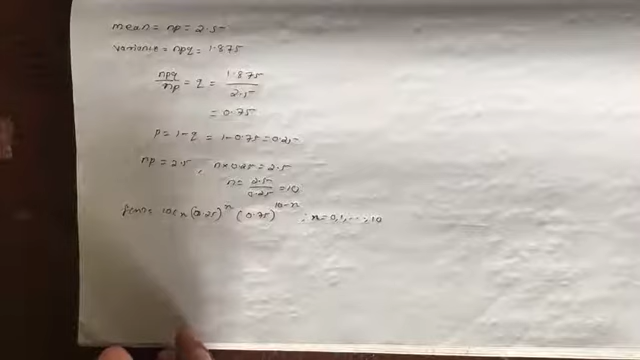 mean = np = 2.5
variance = npq = 1.875
npq/np = q = 1.875/2.5
= 0.75
p = 1-q = 1-0.75 = 0.25
np = 2.5, n×0.25 = 2.5
n = 2.5/0.25 = 10
10Cx (0.25)^x (0.75)^10-x ; x = 0,1,...,10